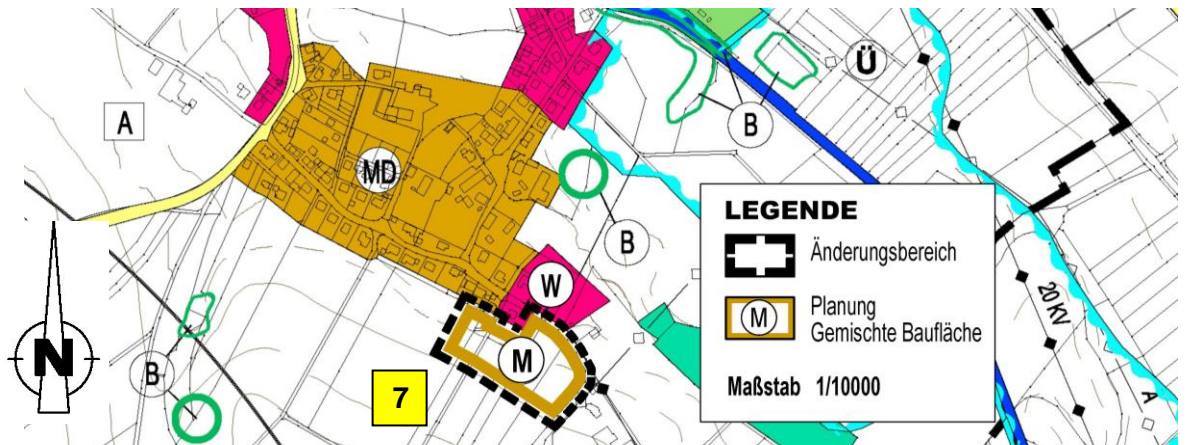 A
MD
B
Ü
B
W
M
B
7
N
20 KV
A
LEGENDE
Änderungsbereich
M
Planung
Gemischte Baufläche
Maßstab 1/10000